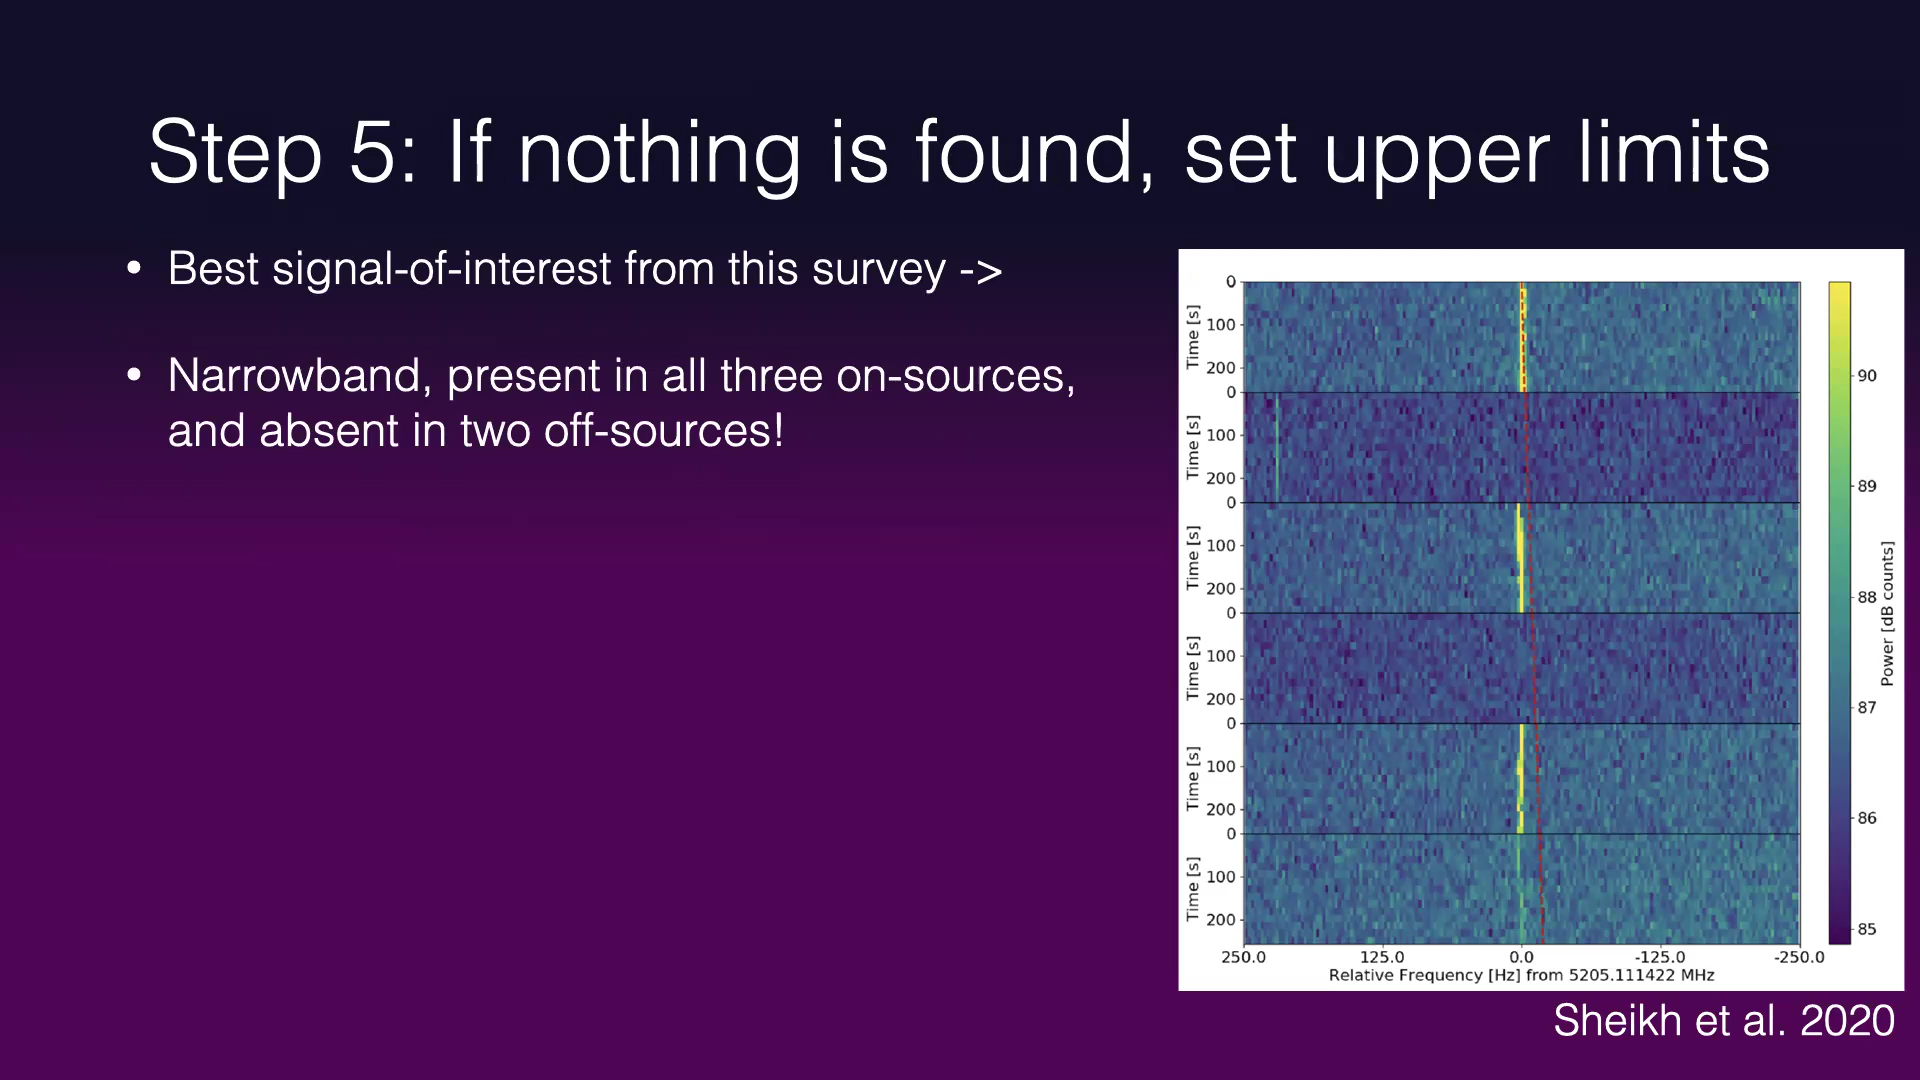 Step 5: If nothing is found, set upper limits
• Best signal-of-interest from this survey ->
• Narrowband, present in all three on-sources,
and absent in two off-sources!
0
100
200
Time [s]
0
100
200
Time [s]
0
100
200
Time [s]
0
100
200
Time [s]
0
100
200
Time [s]
0
100
200
Time [s]
250.0 125.0 0.0 -125.0 -250.0
Relative Frequency [Hz] from 5205.111422 MHz
90
89
88
87
86
85
Power [dB counts]
Sheikh et al. 2020